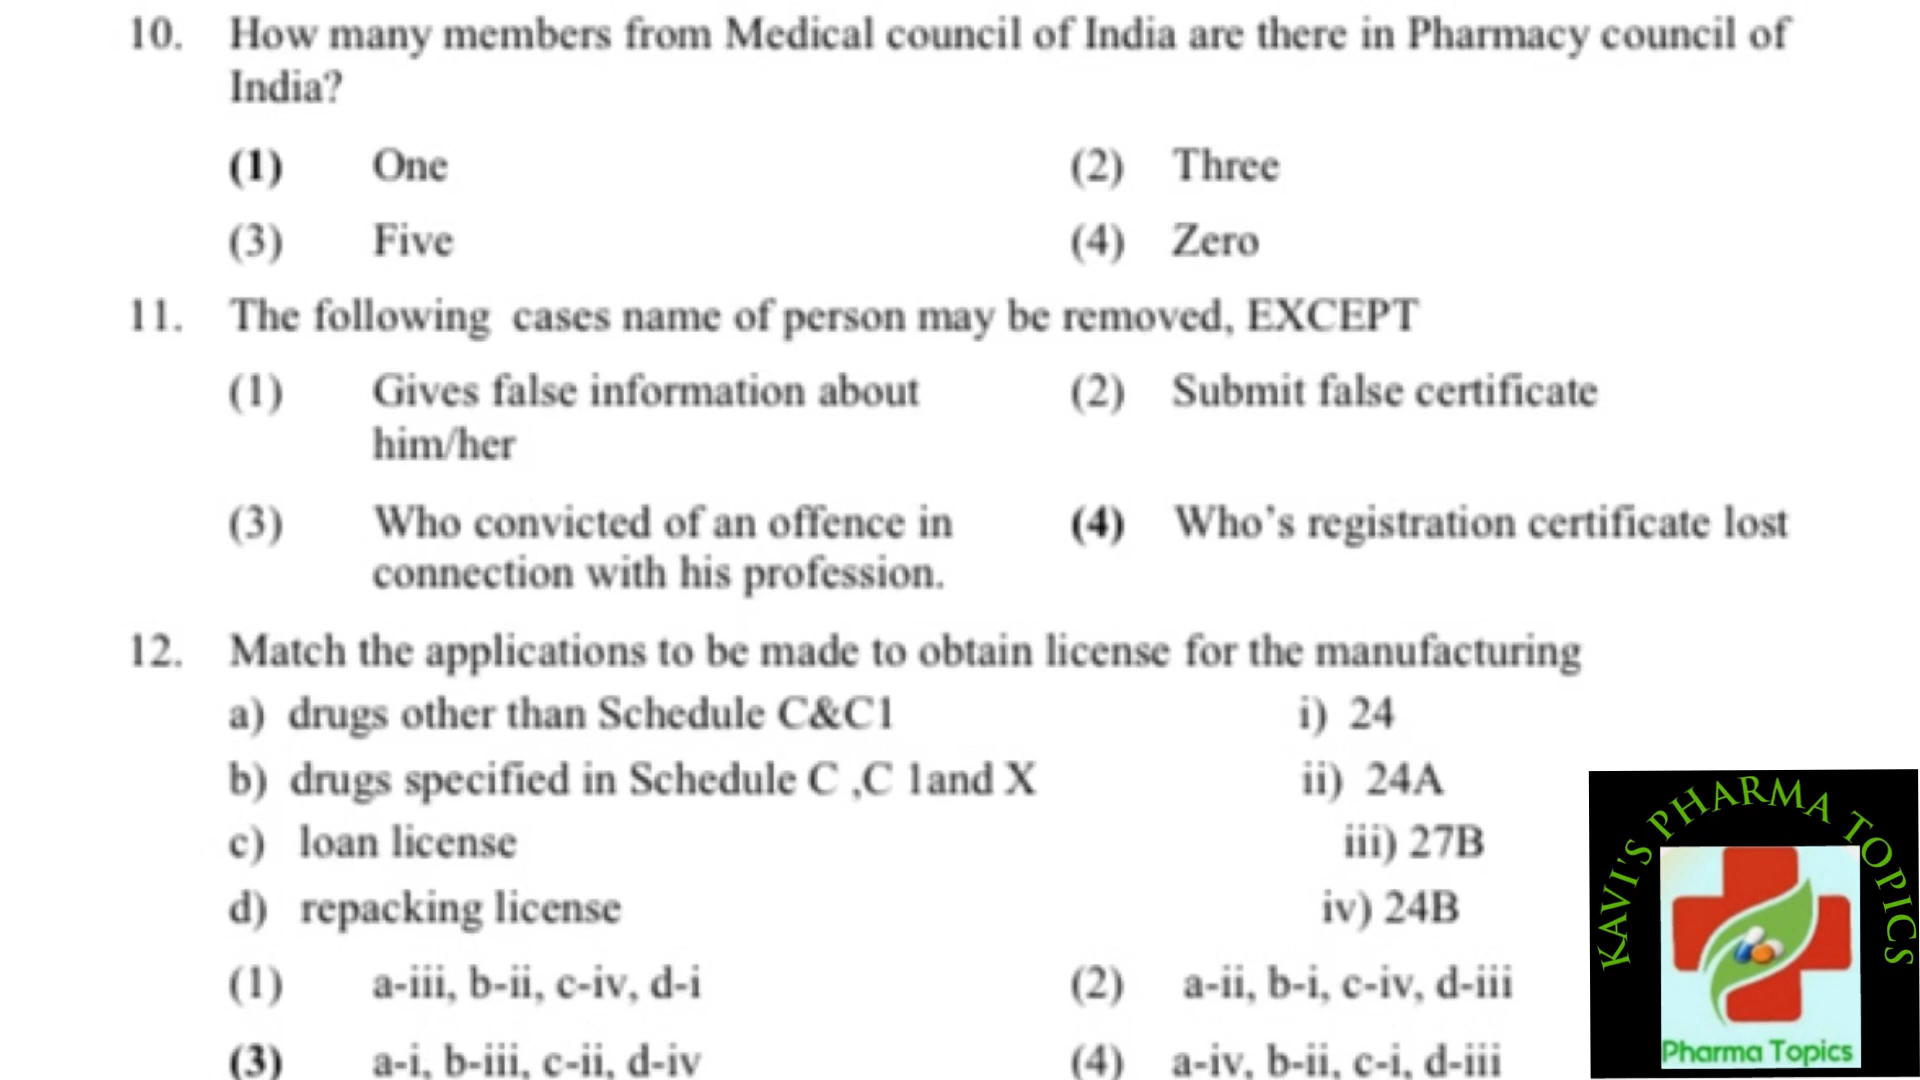 10. How many members from Medical council of India are there in Pharmacy council of
India?
(1) One (2) Three
(3) Five (4) Zero
11. The following cases name of person may be removed, EXCEPT
(1) Gives false information about (2) Submit false certificate
him/her
(3) Who convicted of an offence in (4) Who's registration certificate lost
connection with his profession.
12. Match the applications to be made to obtain license for the manufacturing
a) drugs other than Schedule C&C1 i) 24
b) drugs specified in Schedule C ,C 1and X ii) 24A
c) loan license iii) 27B
d) repacking license iv) 24B
(1) a-iii, b-ii, c-iv, d-i (2) a-ii, b-i, c-iv, d-iii
(3) a-i, b-iii, c-ii, d-iv (4) a-iv, b-ii, c-i, d-iii
KAVI'S PHARMA TOPICS
Pharma Topics